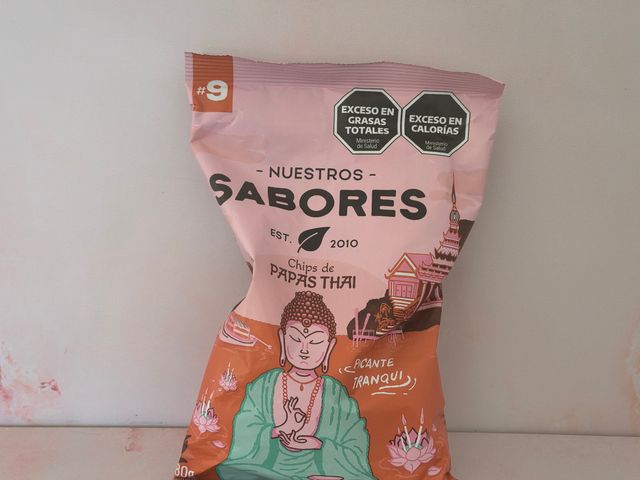 #9
EXCESO EN
GRASAS
TOTALES
Ministerio
de Salud
EXCESO EN
CALORÍAS
Ministerio
de Salud
- NUESTROS -
SABORES
EST. 2010
Chips de
PAPAS THAI
PICANTE
TRANQUI
80g